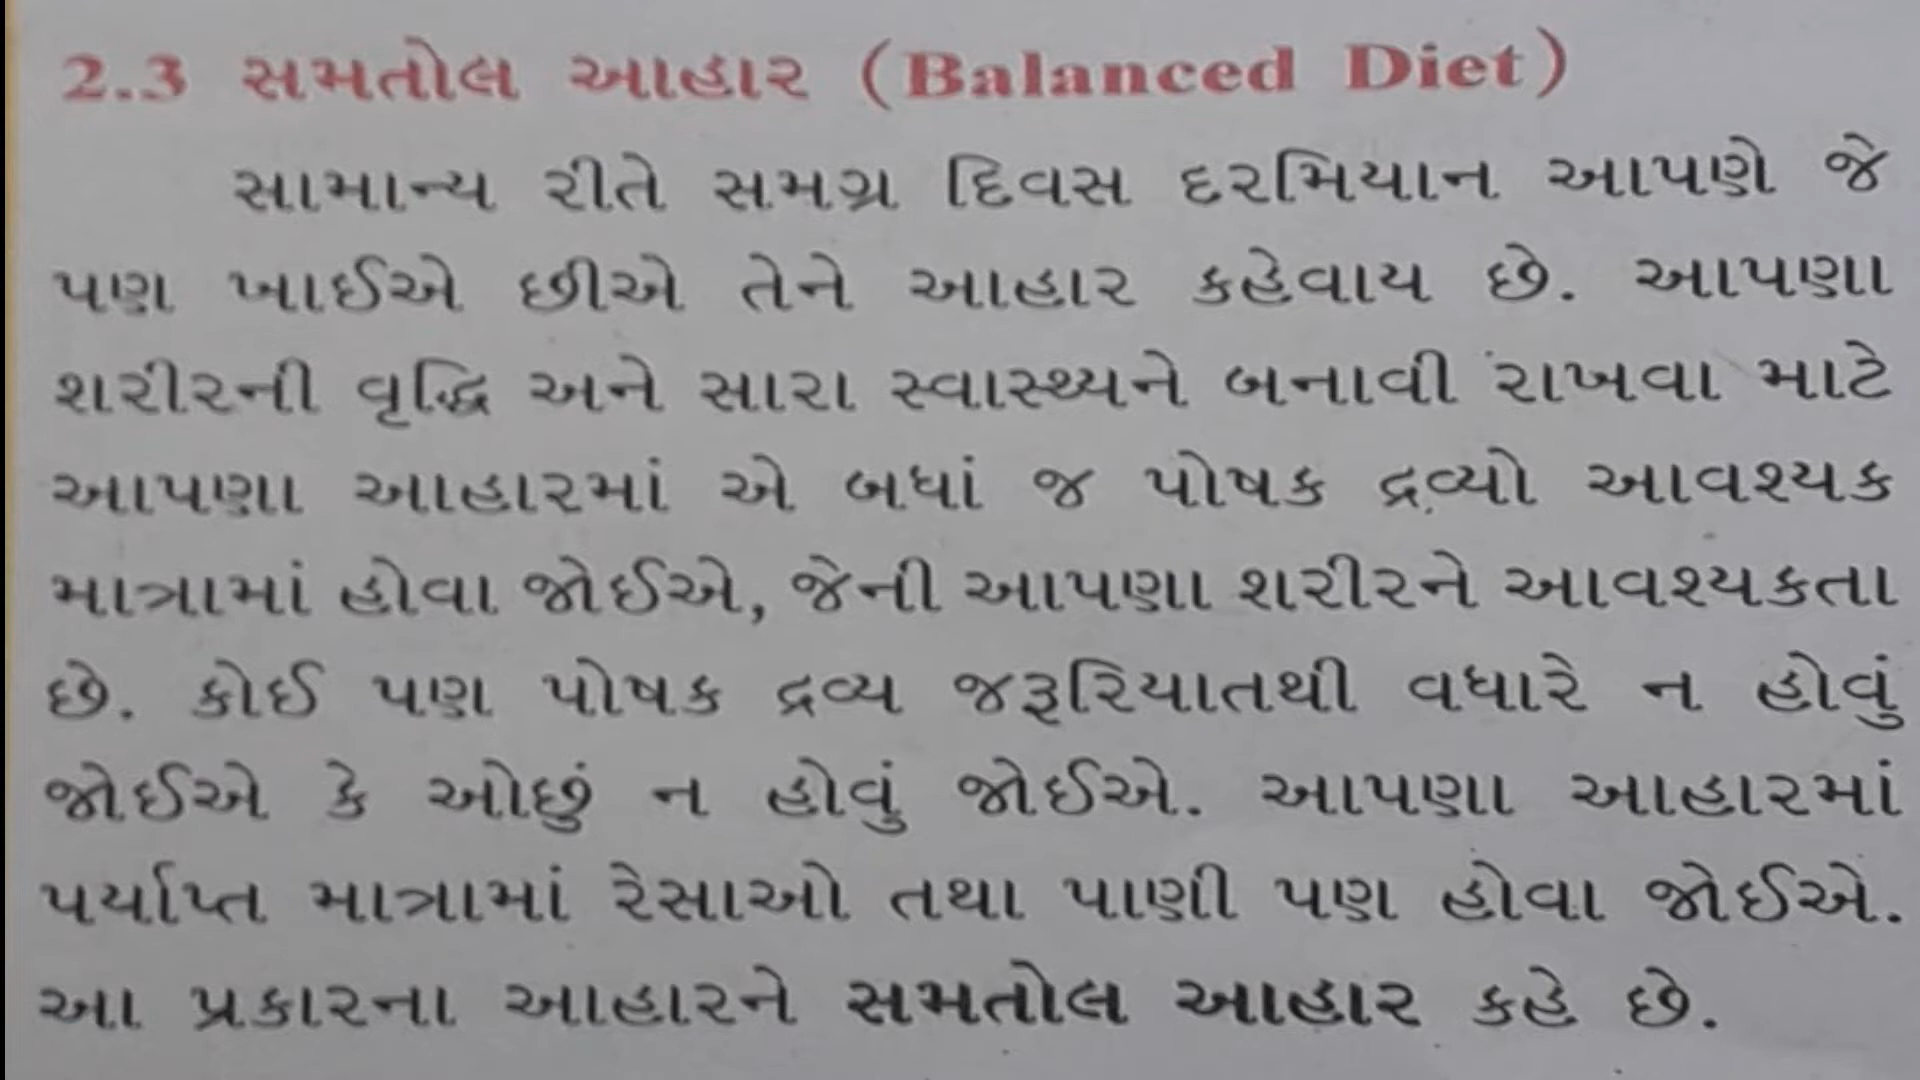 2.3 સમતોલ આહાર (Balanced Diet)
સામાન્ય રીતે સમગ્ર દિવસ દરમિયાન આપણે જે
પણ ખાઈએ છીએ તેને આહાર કહેવાય છે. આપણા
શરીરની વૃદ્ધિ અને સારા સ્વાસ્થ્યને બનાવી રાખવા માટે
આપણા આહારમાં એ બધાં જ પોષક દ્રવ્યો આવશ્યક
માત્રામાં હોવા જોઈએ, જેની આપણા શરીરને આવશ્યકતા
છે. કોઈ પણ પોષક દ્રવ્ય જરૂરિયાતથી વધારે ન હોવું
જોઈએ કે ઓછું ન હોવું જોઈએ. આપણા આહારમાં
પર્યાપ્ત માત્રામાં રેસાઓ તથા પાણી પણ હોવા જોઈએ.
આ પ્રકારના આહારને સમતોલ આહાર કહે છે.